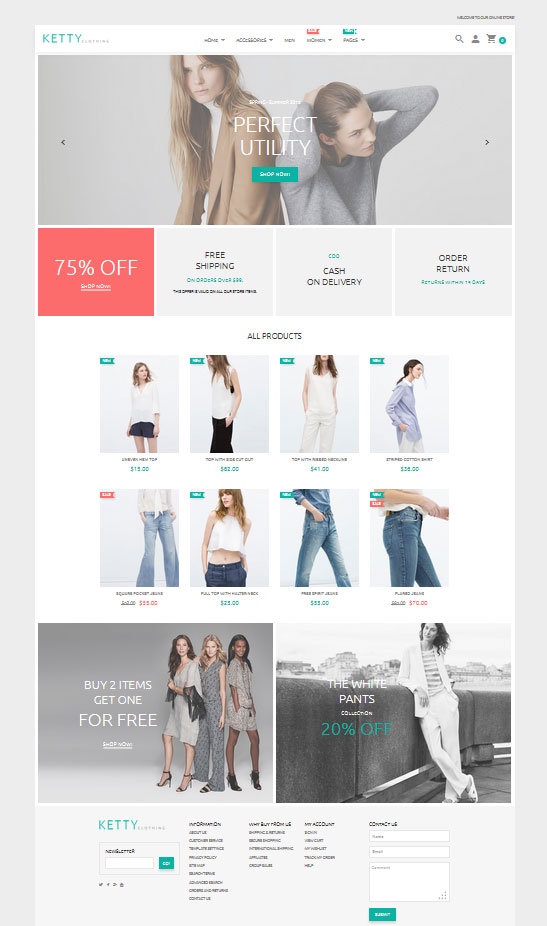 WELCOME TO OUR ONLINE STORE!
KETTY CLOTHING
HOME
ACCESSORIES
MEN
SALE
WOMEN
NEW
PAGES
0
SPRING - SUMMER 2016
PERFECT
UTILITY
SHOP NOW!
75% OFF
SHOP NOW!
FREE
SHIPPING
ON ORDERS OVER $99.
THIS OFFER IS VALID ON ALL OUR STORE ITEMS.
COD
CASH
ON DELIVERY
ORDER
RETURN
RETURNS WITHIN 14 DAYS
ALL PRODUCTS
NEW
NEW
NEW
NEW
UNEVEN HEM TOP
TOP WITH SIDE CUT-OUT
TOP WITH RIBBED NECKLINE
STRIPED COTTON SHIRT
$15.00
$62.00
$41.00
$36.00
SALE
NEW
NEW
NEW
SALE
SQUARE POCKET JEANS
FULL TOP WITH HALTER NECK
FREE SPIRIT JEANS
FLARED JEANS
$55.00
$25.00
$55.00
$70.00
BUY 2 ITEMS
GET ONE
FOR FREE
SHOP NOW!
THE WHITE
PANTS
COLLECTION
20% OFF
KETTY CLOTHING
NEWSLETTER
GO!
INFORMATION
ABOUT US
CUSTOMER SERVICE
TEMPLATE SETTINGS
PRIVACY POLICY
SITE MAP
SEARCH TERMS
ADVANCED SEARCH
ORDERS AND RETURNS
CONTACT US
WHY BUY FROM US
SHIPPING & RETURNS
SECURE SHOPPING
INTERNATIONAL SHIPPING
AFFILIATES
GROUP SALES
MY ACCOUNT
SIGN IN
VIEW CART
MY WISHLIST
TRACK MY ORDER
HELP
CONTACT US
Name
Email
Comment
SUBMIT